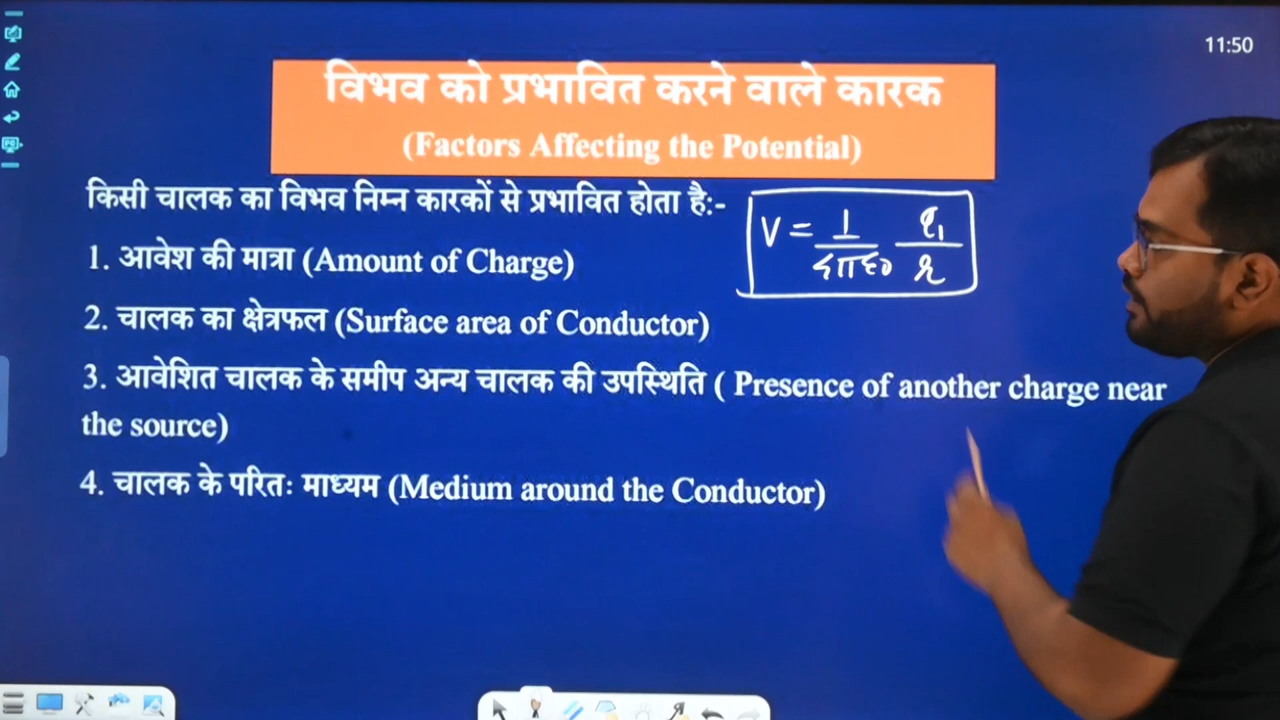 11:50
विभव को प्रभावित करने वाले कारक
(Factors Affecting the Potential)
किसी चालक का विभव निम्न कारकों से प्रभावित होता है:-
V = 1/4πε0 q1/r
1. आवेश की मात्रा (Amount of Charge)
2. चालक का क्षेत्रफल (Surface area of Conductor)
3. आवेशित चालक के समीप अन्य चालक की उपस्थिति ( Presence of another charge near
the source)
4. चालक के परितः माध्यम (Medium around the Conductor)